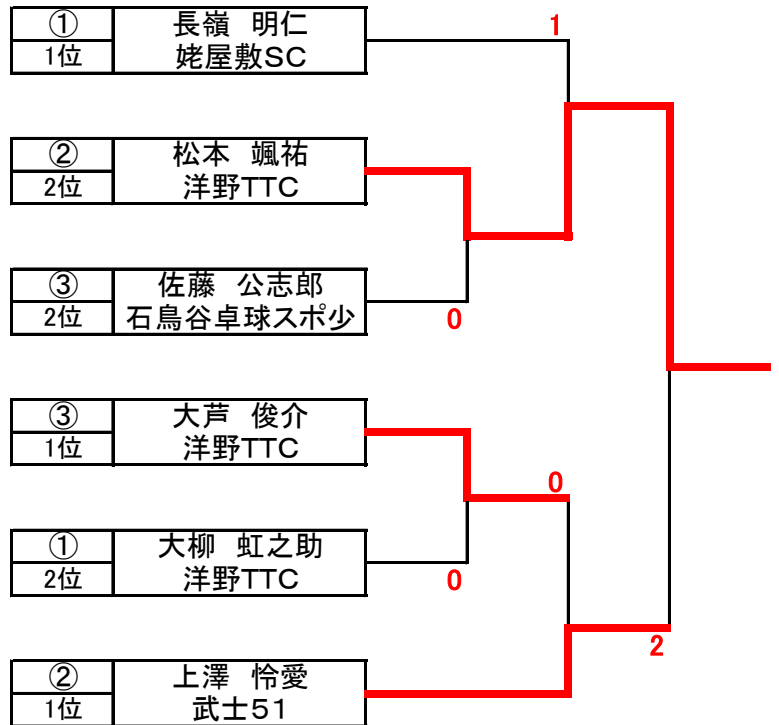 ① 長嶺 明仁
1位 姥屋敷SC
1
② 松本 颯祐
2位 洋野TTC
③ 佐藤 公志郎
2位 石鳥谷卓球スポ少
0
③ 大芦 俊介
1位 洋野TTC
0
① 大柳 虹之助
2位 洋野TTC
0
2
② 上澤 怜愛
1位 武士51